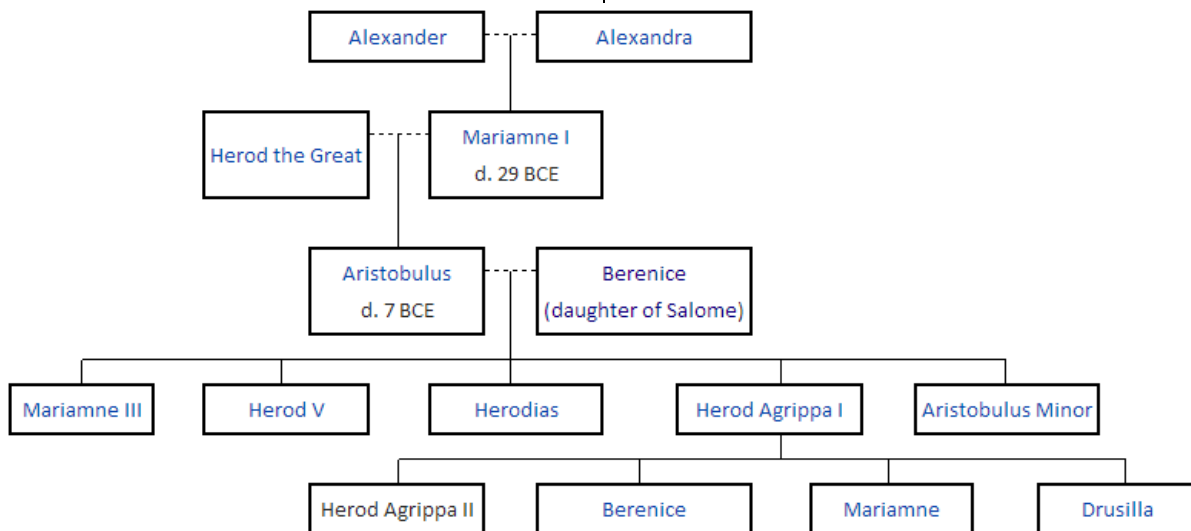 Alexander
Alexandra
Herod the Great
Mariamne I
d. 29 BCE
Aristobulus
d. 7 BCE
Berenice
(daughter of Salome)
Mariamne III
Herod V
Herodias
Herod Agrippa I
Aristobulus Minor
Herod Agrippa II
Berenice
Mariamne
Drusilla